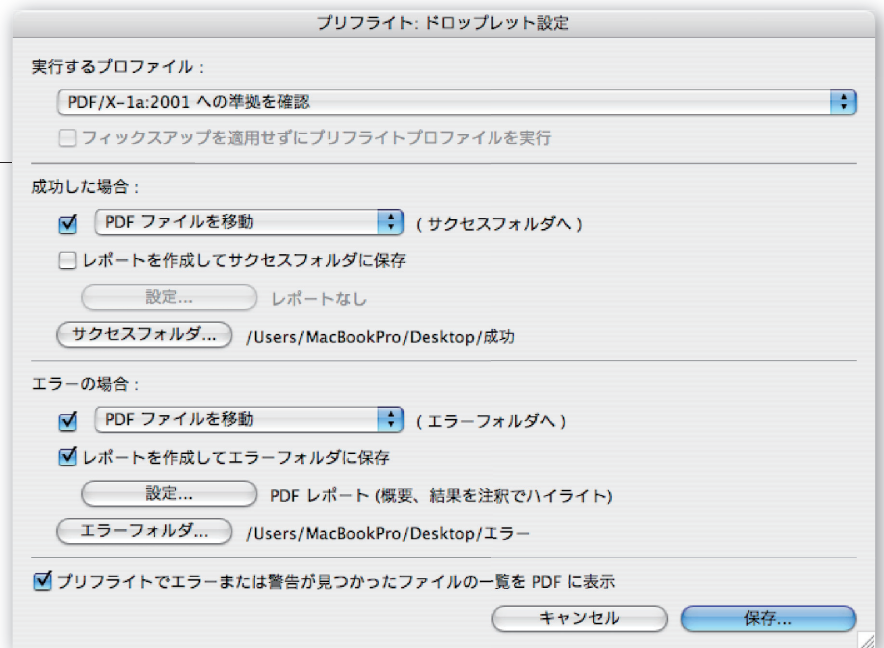 プリフライト: ドロップレット設定
実行するプロファイル :
PDF/X-1a:2001 への準拠を確認
フィックスアップを適用せずにプリフライトプロファイルを実行
成功した場合 :
PDF ファイルを移動 ( サクセスフォルダへ )
レポートを作成してサクセスフォルダに保存
設定... レポートなし
サクセスフォルダ... /Users/MacBookPro/Desktop/成功
エラーの場合 :
PDF ファイルを移動 ( エラーフォルダへ )
レポートを作成してエラーフォルダに保存
設定... PDF レポート (概要、結果を注釈でハイライト)
エラーフォルダ... /Users/MacBookPro/Desktop/エラー
プリフライトでエラーまたは警告が見つかったファイルの一覧を PDF に表示
キャンセル 保存...